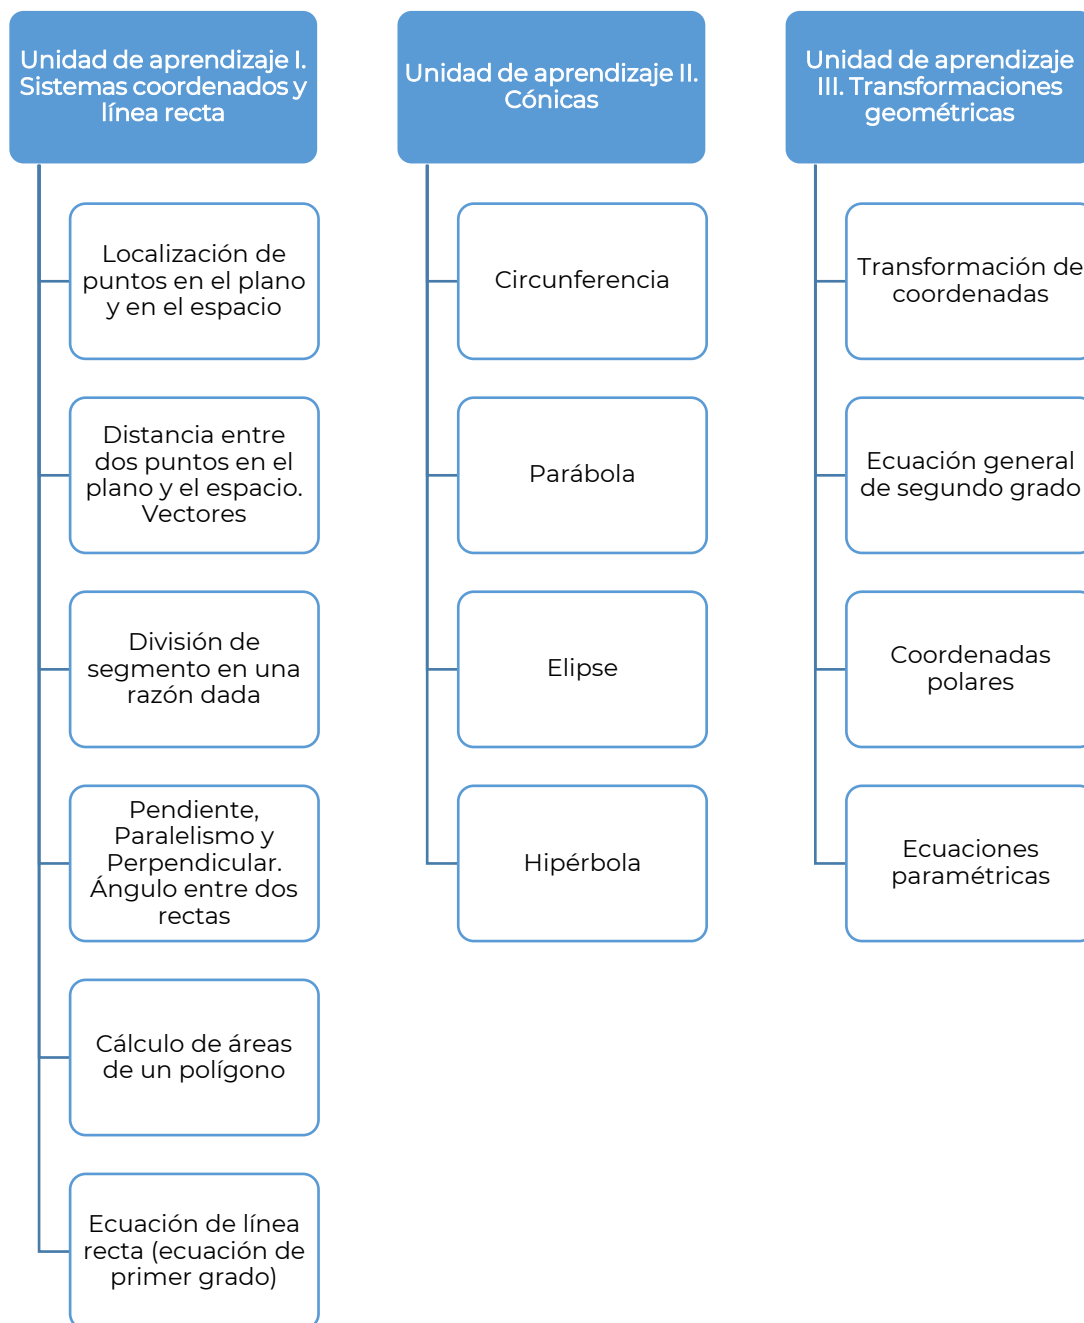 Unidad de aprendizaje I.
Sistemas coordenados y
línea recta
Localización de
puntos en el plano
y en el espacio
Distancia entre
dos puntos en el
plano y el espacio.
Vectores
División de
segmento en una
razón dada
Pendiente,
Paralelismo y
Perpendicular.
Ángulo entre dos
rectas
Cálculo de áreas
de un polígono
Ecuación de línea
recta (ecuación de
primer grado)
Unidad de aprendizaje II.
Cónicas
Circunferencia
Parábola
Elipse
Hipérbola
Unidad de aprendizaje
III. Transformaciones
geométricas
Transformación de
coordenadas
Ecuación general
de segundo grado
Coordenadas
polares
Ecuaciones
paramétricas